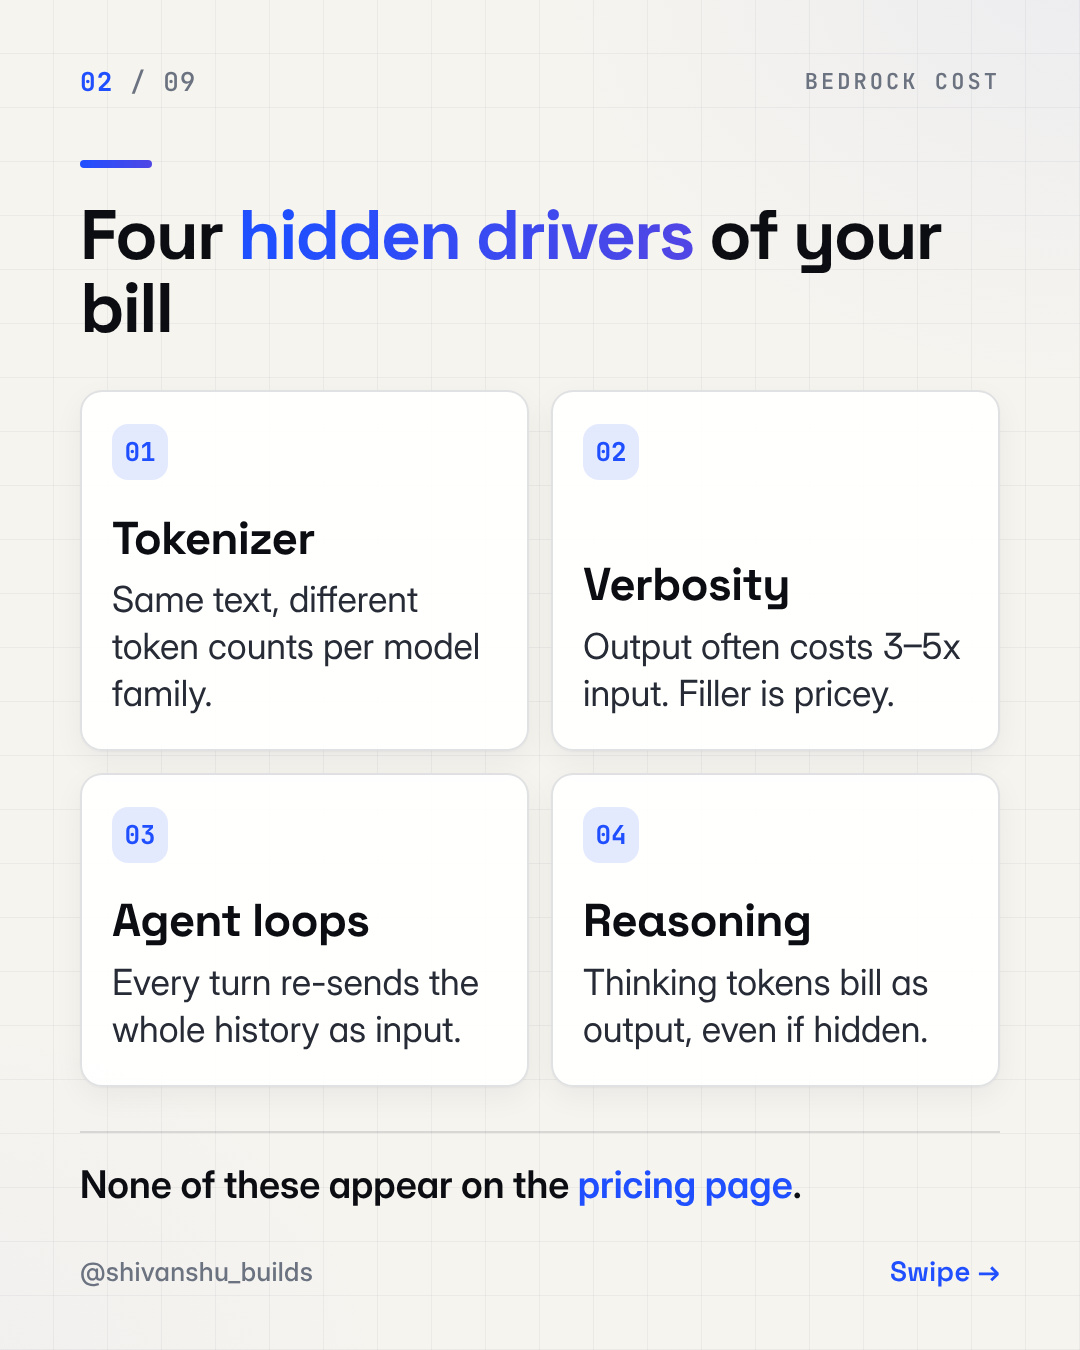 02 / 09
BEDROCK COST
Four hidden drivers of your
bill
01
Tokenizer
Same text, different
token counts per model
family.
02
Verbosity
Output often costs 3–5x
input. Filler is pricey.
03
Agent loops
Every turn re-sends the
whole history as input.
04
Reasoning
Thinking tokens bill as
output, even if hidden.
None of these appear on the pricing page.
@shivanshu_builds
Swipe →